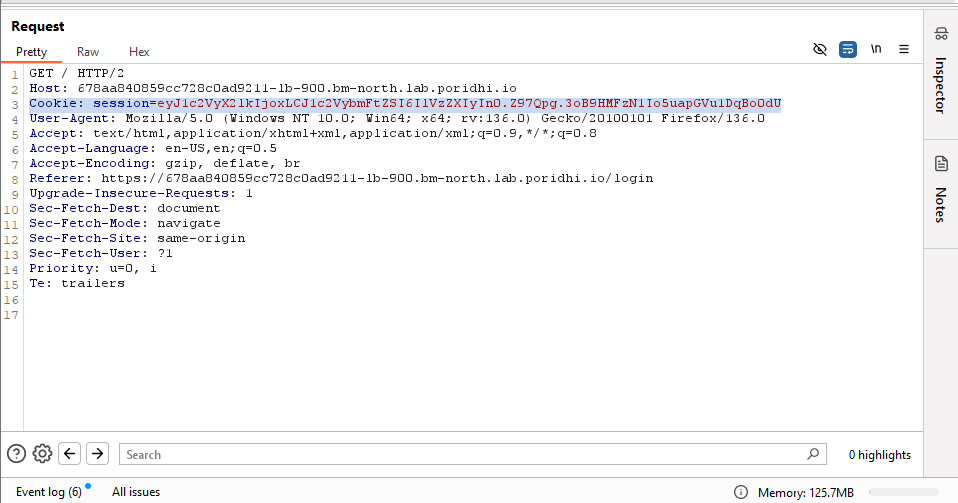 Request
Pretty Raw Hex
\n
1 GET / HTTP/2
2 Host: 678aa840859cc728c0ad9211-lb-900.bm-north.lab.poridhi.io
3 Cookie: session=eyJ1c2VyX2lkIjoxLCJ1c2VybmFtZSI6IlVzZXIyIn0.Z97Qpg.3oB9HMFzN1Io5uapGVu1DqBo0dU
4 User-Agent: Mozilla/5.0 (Windows NT 10.0; Win64; x64; rv:136.0) Gecko/20100101 Firefox/136.0
5 Accept: text/html,application/xhtml+xml,application/xml;q=0.9,*/*;q=0.8
6 Accept-Language: en-US,en;q=0.5
7 Accept-Encoding: gzip, deflate, br
8 Referer: https://678aa840859cc728c0ad9211-lb-900.bm-north.lab.poridhi.io/login
9 Upgrade-Insecure-Requests: 1
10 Sec-Fetch-Dest: document
11 Sec-Fetch-Mode: navigate
12 Sec-Fetch-Site: same-origin
13 Sec-Fetch-User: ?1
14 Priority: u=0, i
15 Te: trailers
16
17
Inspector
Notes
Search
0 highlights
Event log (6) All issues
Memory: 125.7MB